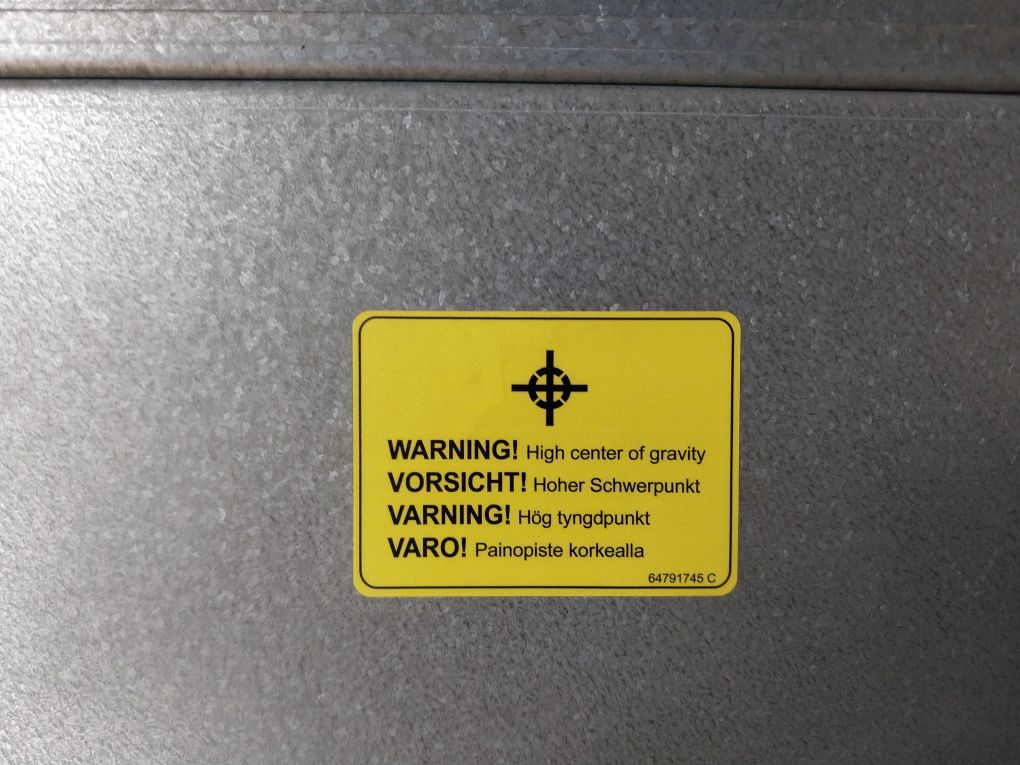 WARNING! High center of gravity
VORSICHT! Hoher Schwerpunkt
VARNING! Hög tyngdpunkt
VARO! Painopiste korkealla
64791745 C